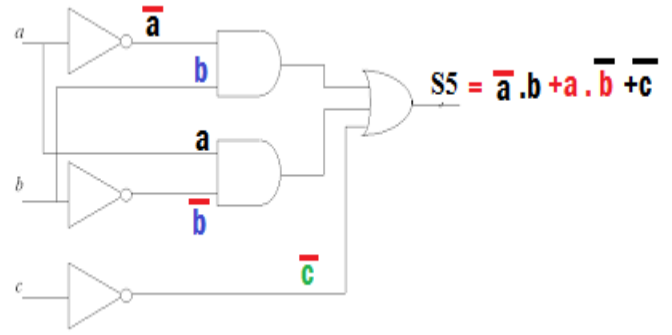 a
a̅
b
S5 = a̅ .b +a . b̅ +c̅
a
b
b̅
c̅
c